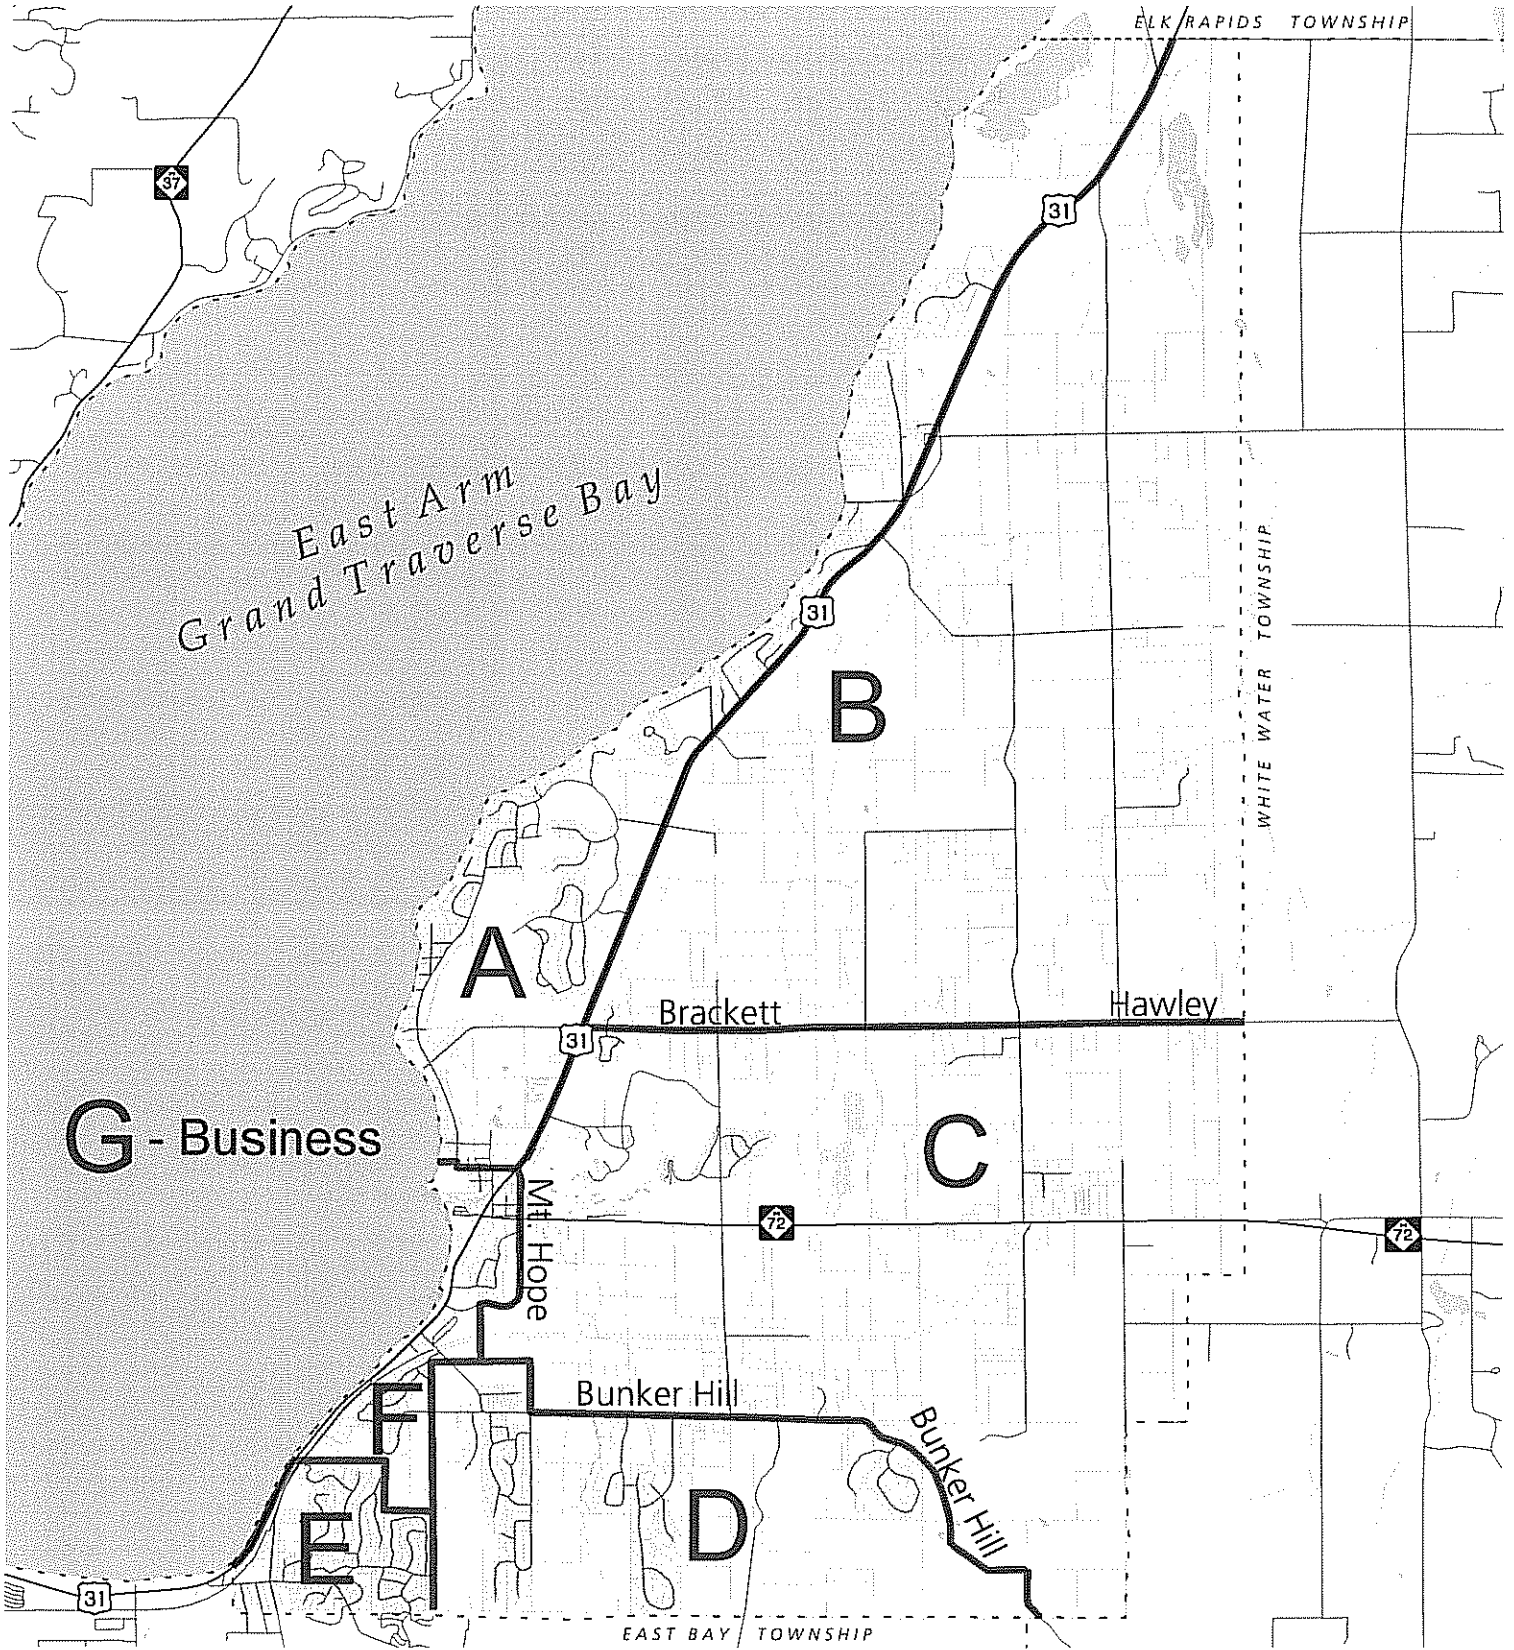 ELK RAPIDS TOWNSHIP
37
31
East Arm
Grand Traverse Bay
31
WHITE WATER TOWNSHIP
B
A
Brackett
Hawley
31
G - Business
C
Mt Hope
72
72
Bunker Hill
F
Bunker Hill
D
E
31
EAST BAY TOWNSHIP